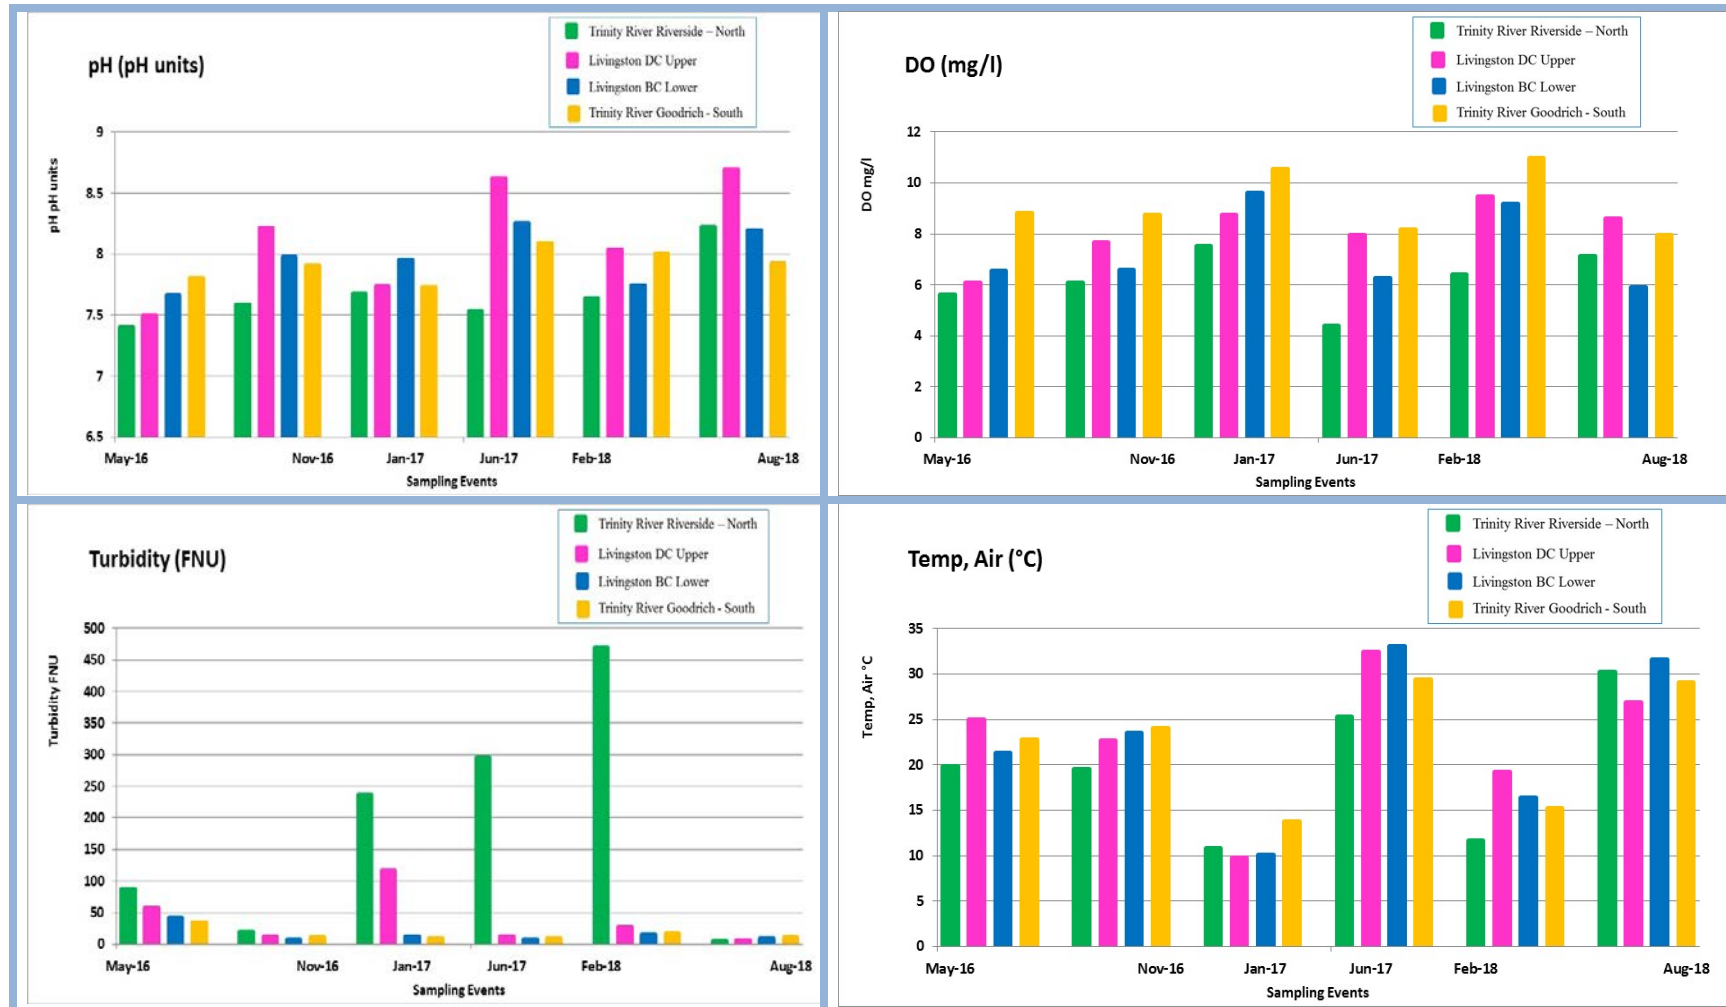 Trinity River Riverside – North
Livingston DC Upper
Livingston BC Lower
Trinity River Goodrich - South
pH (pH units)
pH pH units
9
8.5
8
7.5
7
6.5
May-16 Nov-16 Jan-17 Jun-17 Feb-18 Aug-18
Sampling Events
Trinity River Riverside – North
Livingston DC Upper
Livingston BC Lower
Trinity River Goodrich - South
DO (mg/l)
DO mg/l
12
10
8
6
4
2
0
May-16 Nov-16 Jan-17 Jun-17 Feb-18 Aug-18
Sampling Events
Trinity River Riverside – North
Livingston DC Upper
Livingston BC Lower
Trinity River Goodrich - South
Turbidity (FNU)
Turbidity FNU
500
450
400
350
300
250
200
150
100
50
0
May-16 Nov-16 Jan-17 Jun-17 Feb-18 Aug-18
Sampling Events
Trinity River Riverside – North
Livingston DC Upper
Livingston BC Lower
Trinity River Goodrich - South
Temp, Air (°C)
Temp, Air °C
35
30
25
20
15
10
5
0
May-16 Nov-16 Jan-17 Jun-17 Feb-18 Aug-18
Sampling Events